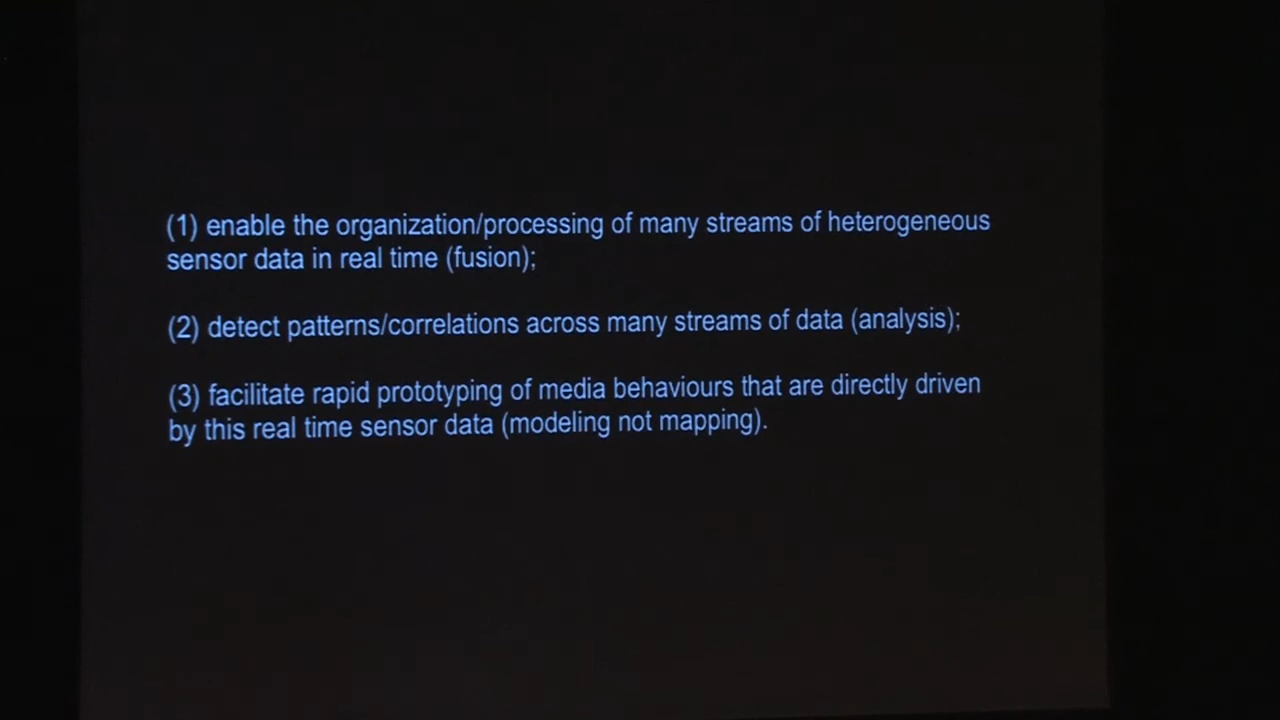 (1) enable the organization/processing of many streams of heterogeneous
sensor data in real time (fusion);
(2) detect patterns/correlations across many streams of data (analysis);
(3) facilitate rapid prototyping of media behaviours that are directly driven
by this real time sensor data (modeling not mapping).